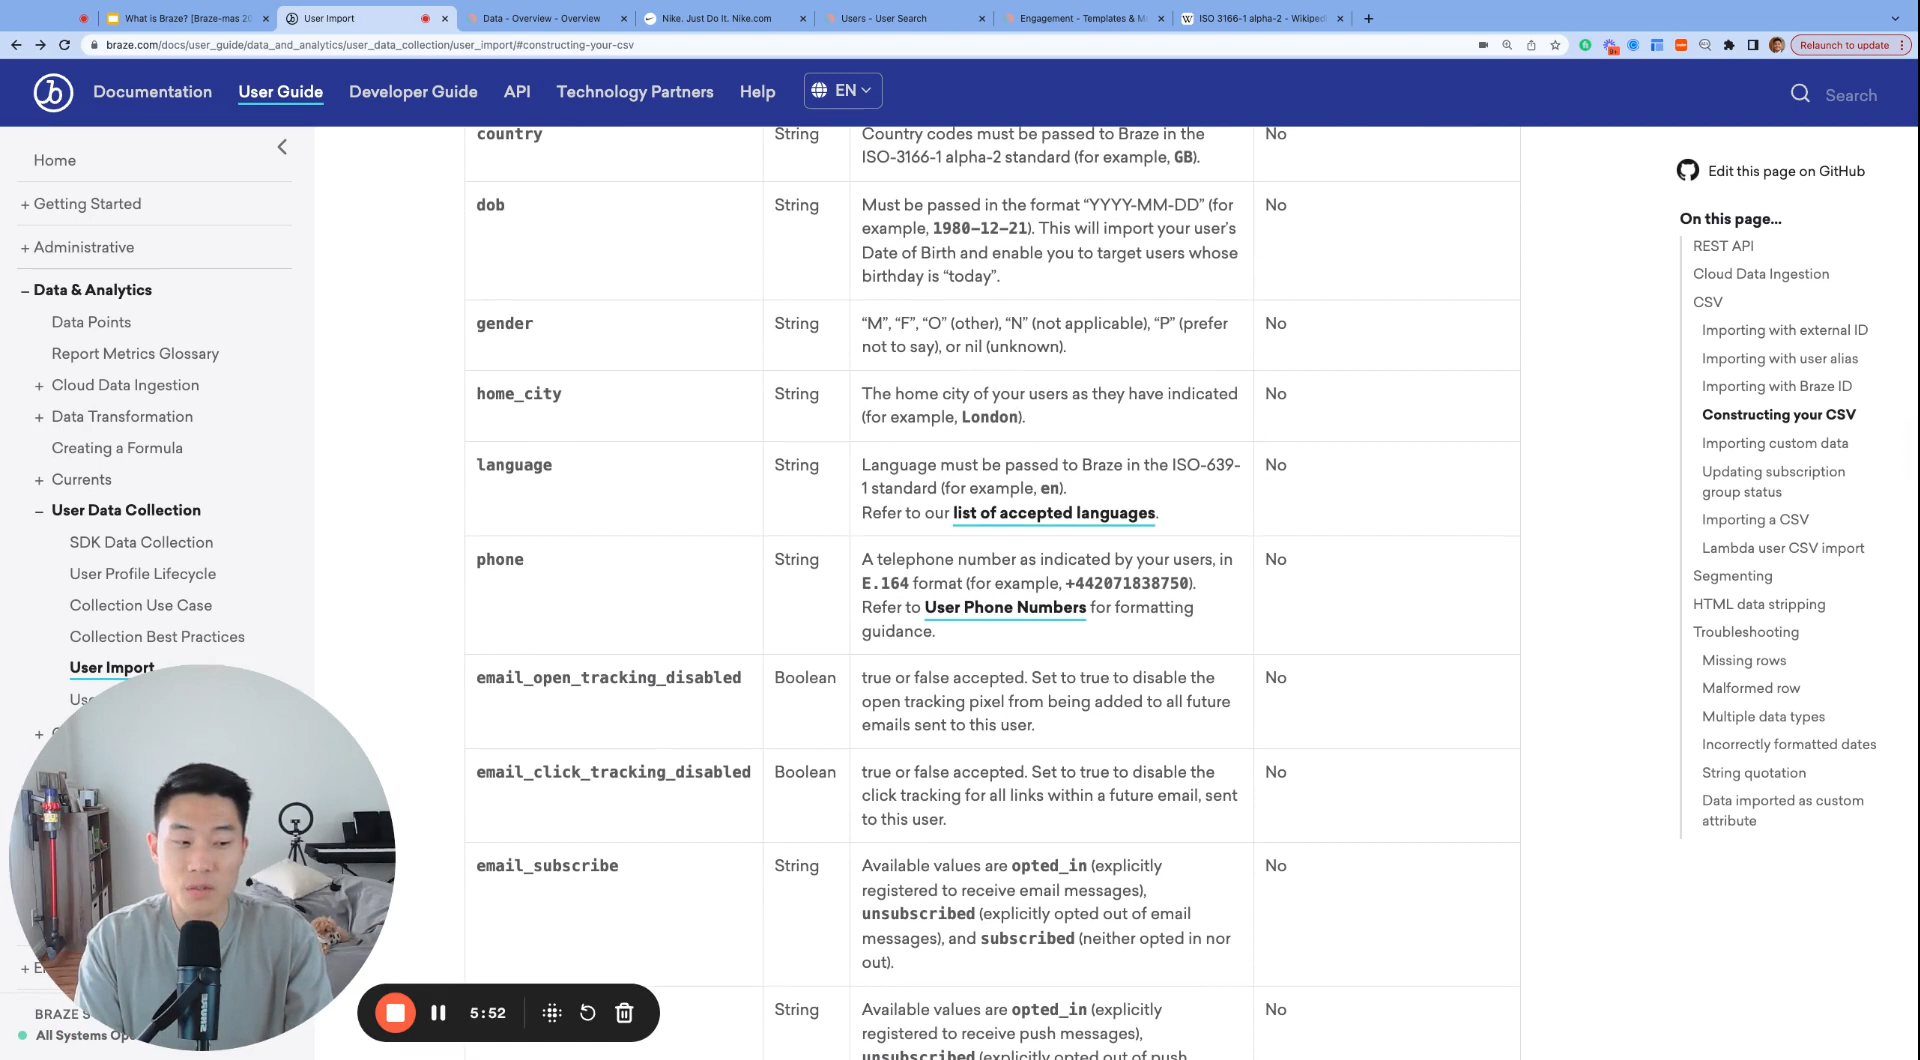 What is Braze? [Braze-mas 20
User Import
Data - Overview - Overview
Nike. Just Do It. Nike.com
Users - User Search
Engagement - Templates & M
ISO 3166-1 alpha-2 - Wikiped
braze.com/docs/user_guide/data_and_analytics/user_data_collection/user_import/#constructing-your-csv
Relaunch to update
Documentation
User Guide
Developer Guide
API
Technology Partners
Help
EN
Search
Home
+ Getting Started
+ Administrative
– Data & Analytics
Data Points
Report Metrics Glossary
+ Cloud Data Ingestion
+ Data Transformation
Creating a Formula
+ Currents
– User Data Collection
SDK Data Collection
User Profile Lifecycle
Collection Use Case
Collection Best Practices
User Import
BRAZE S
All Systems Ope
country String Country codes must be passed to Braze in the No
ISO-3166-1 alpha-2 standard (for example, GB).
dob String Must be passed in the format “YYYY-MM-DD” (for No
example, 1980-12-21). This will import your user’s
Date of Birth and enable you to target users whose
birthday is “today”.
gender String “M”, “F”, “O” (other), “N” (not applicable), “P” (prefer No
not to say), or nil (unknown).
home_city String The home city of your users as they have indicated No
(for example, London).
language String Language must be passed to Braze in the ISO-639- No
1 standard (for example, en).
Refer to our list of accepted languages.
phone String A telephone number as indicated by your users, in No
E.164 format (for example, +442071838750).
Refer to User Phone Numbers for formatting
guidance.
email_open_tracking_disabled Boolean true or false accepted. Set to true to disable the No
open tracking pixel from being added to all future
emails sent to this user.
email_click_tracking_disabled Boolean true or false accepted. Set to true to disable the No
click tracking for all links within a future email, sent
to this user.
email_subscribe String Available values are opted_in (explicitly No
registered to receive email messages),
unsubscribed (explicitly opted out of email
messages), and subscribed (neither opted in nor
out).
String Available values are opted_in (explicitly No
registered to receive push messages),
unsubscribed (explicitly opted out of push
5:52
Edit this page on GitHub
On this page...
REST API
Cloud Data Ingestion
CSV
Importing with external ID
Importing with user alias
Importing with Braze ID
Constructing your CSV
Importing custom data
Updating subscription
group status
Importing a CSV
Lambda user CSV import
Segmenting
HTML data stripping
Troubleshooting
Missing rows
Malformed row
Multiple data types
Incorrectly formatted dates
String quotation
Data imported as custom
attribute